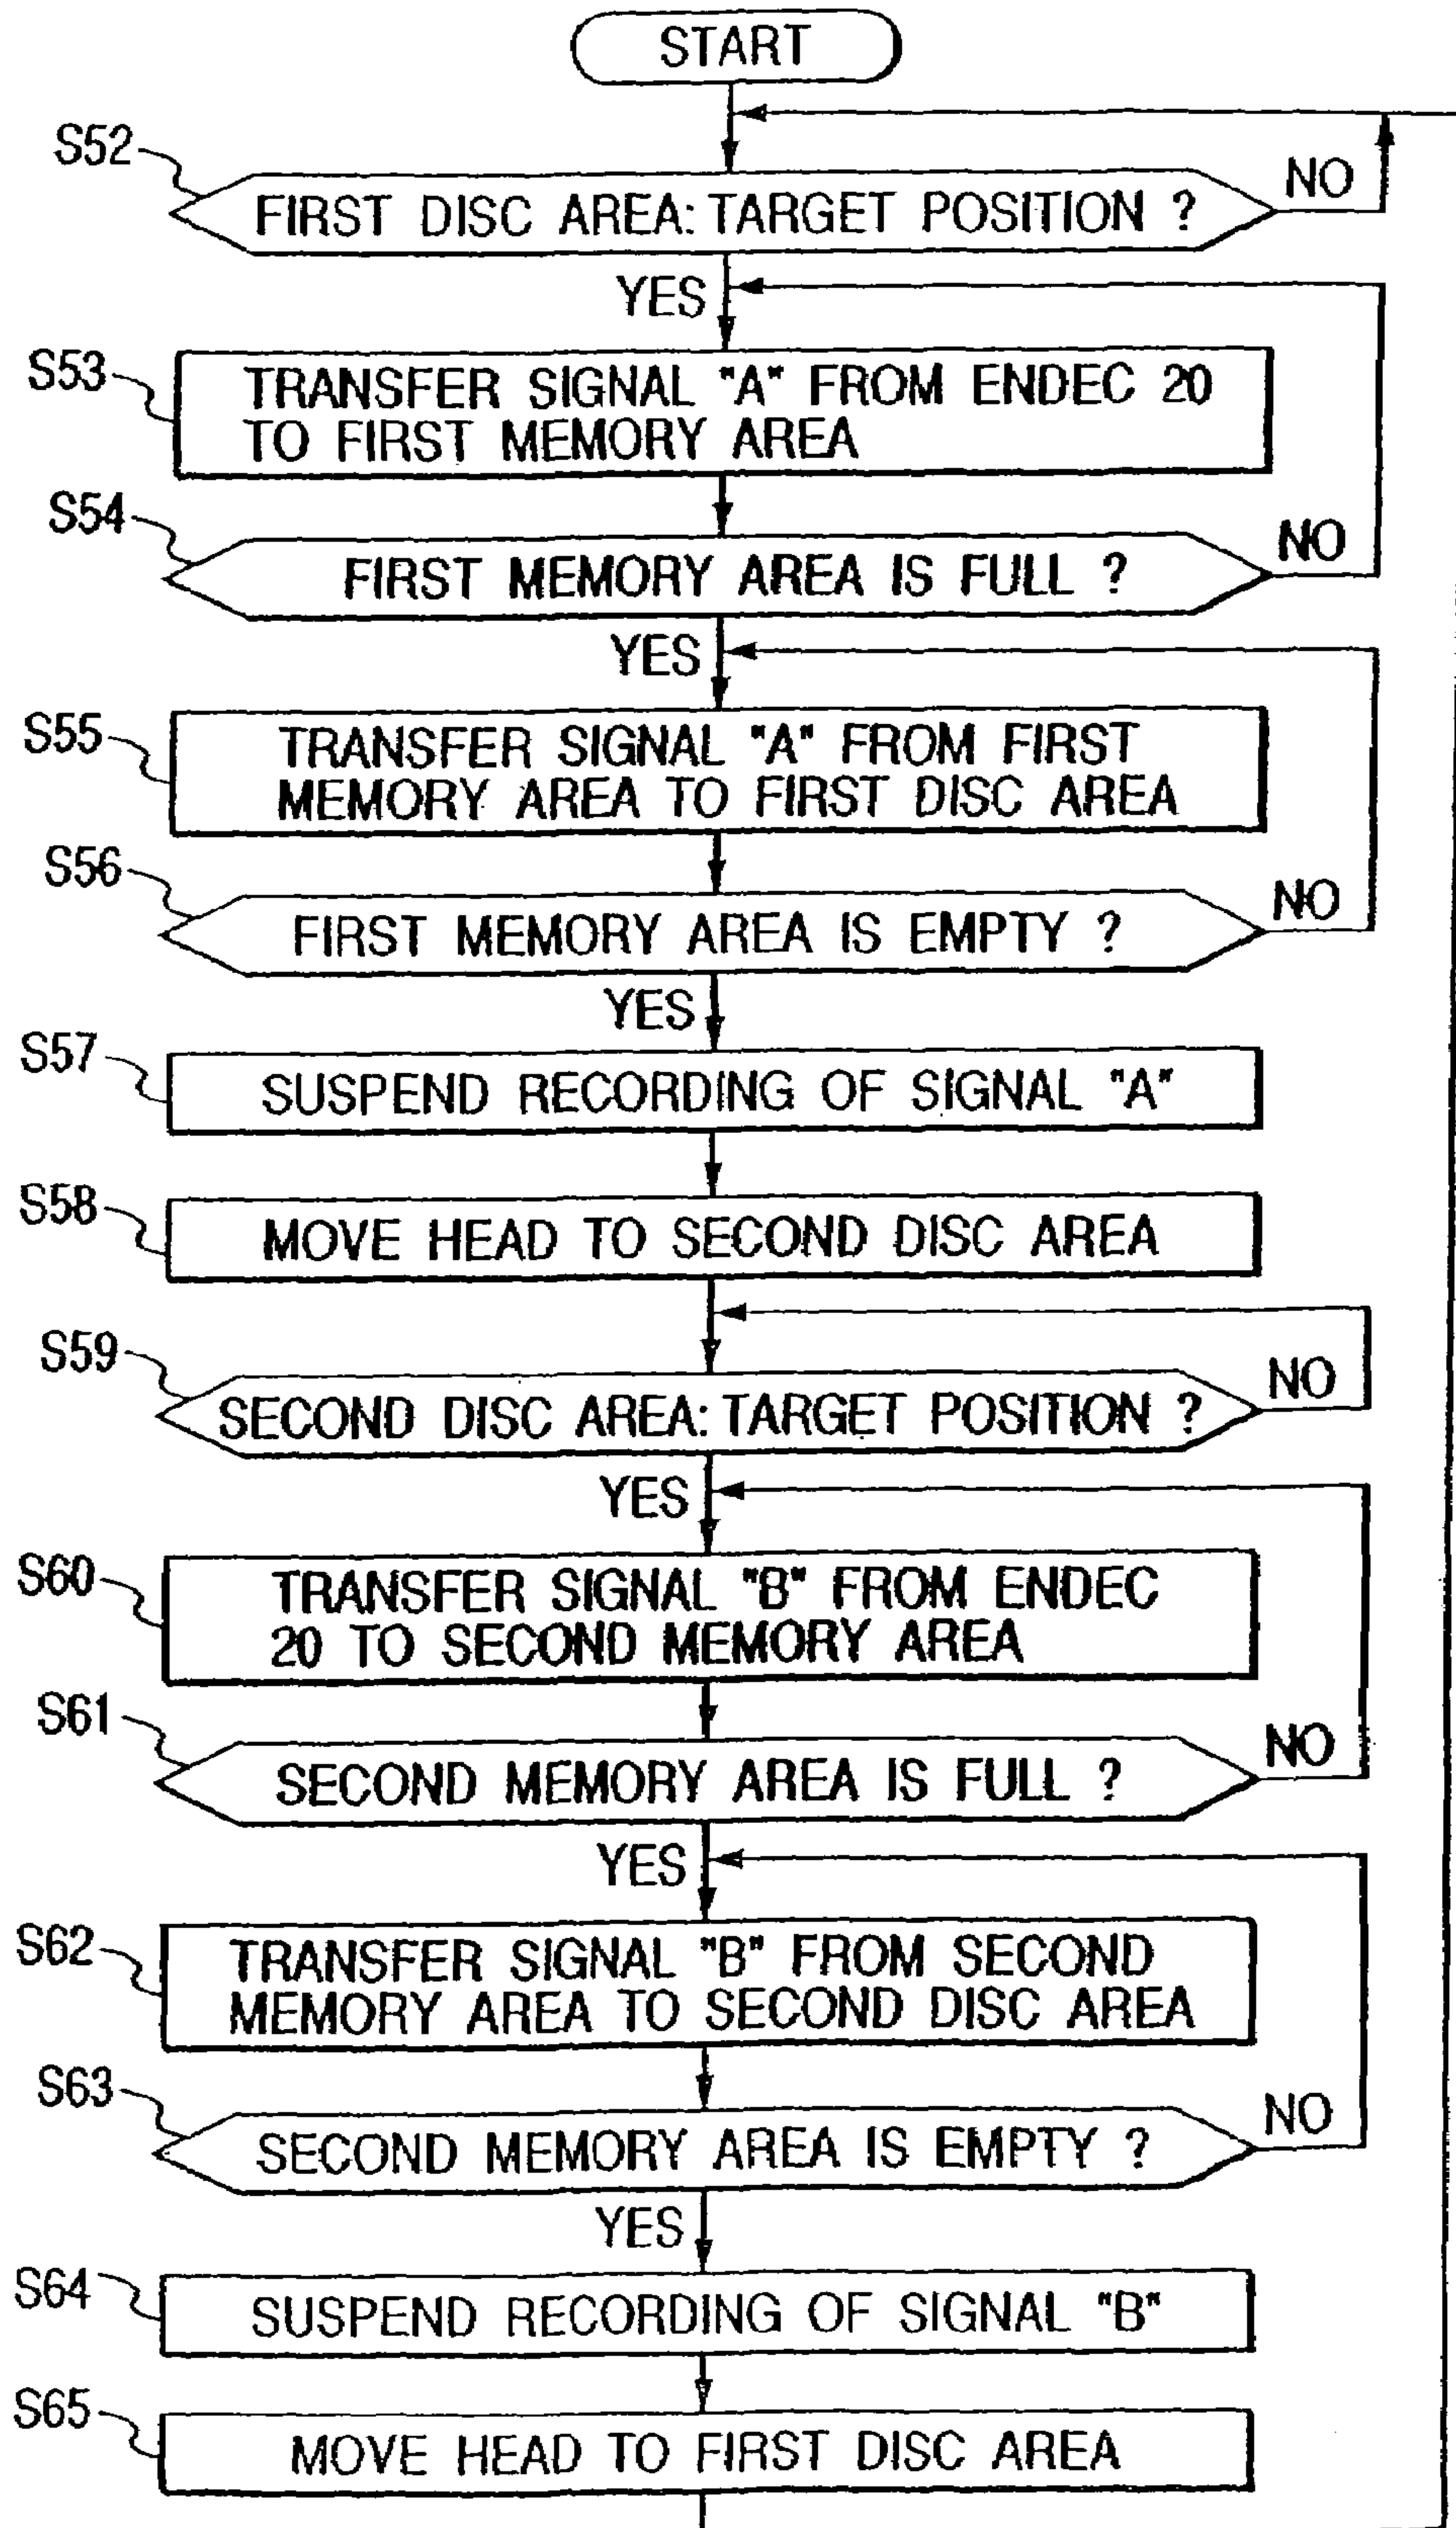 START
S52
FIRST DISC AREA: TARGET POSITION ?
NO
YES
S53
TRANSFER SIGNAL "A" FROM ENDEC 20
TO FIRST MEMORY AREA
S54
FIRST MEMORY AREA IS FULL ?
NO
YES
S55
TRANSFER SIGNAL "A" FROM FIRST
MEMORY AREA TO FIRST DISC AREA
S56
FIRST MEMORY AREA IS EMPTY ?
NO
YES
S57
SUSPEND RECORDING OF SIGNAL "A"
S58
MOVE HEAD TO SECOND DISC AREA
S59
SECOND DISC AREA: TARGET POSITION ?
NO
YES
S60
TRANSFER SIGNAL "B" FROM ENDEC
20 TO SECOND MEMORY AREA
S61
SECOND MEMORY AREA IS FULL ?
NO
YES
S62
TRANSFER SIGNAL "B" FROM SECOND
MEMORY AREA TO SECOND DISC AREA
S63
SECOND MEMORY AREA IS EMPTY ?
NO
YES
S64
SUSPEND RECORDING OF SIGNAL "B"
S65
MOVE HEAD TO FIRST DISC AREA